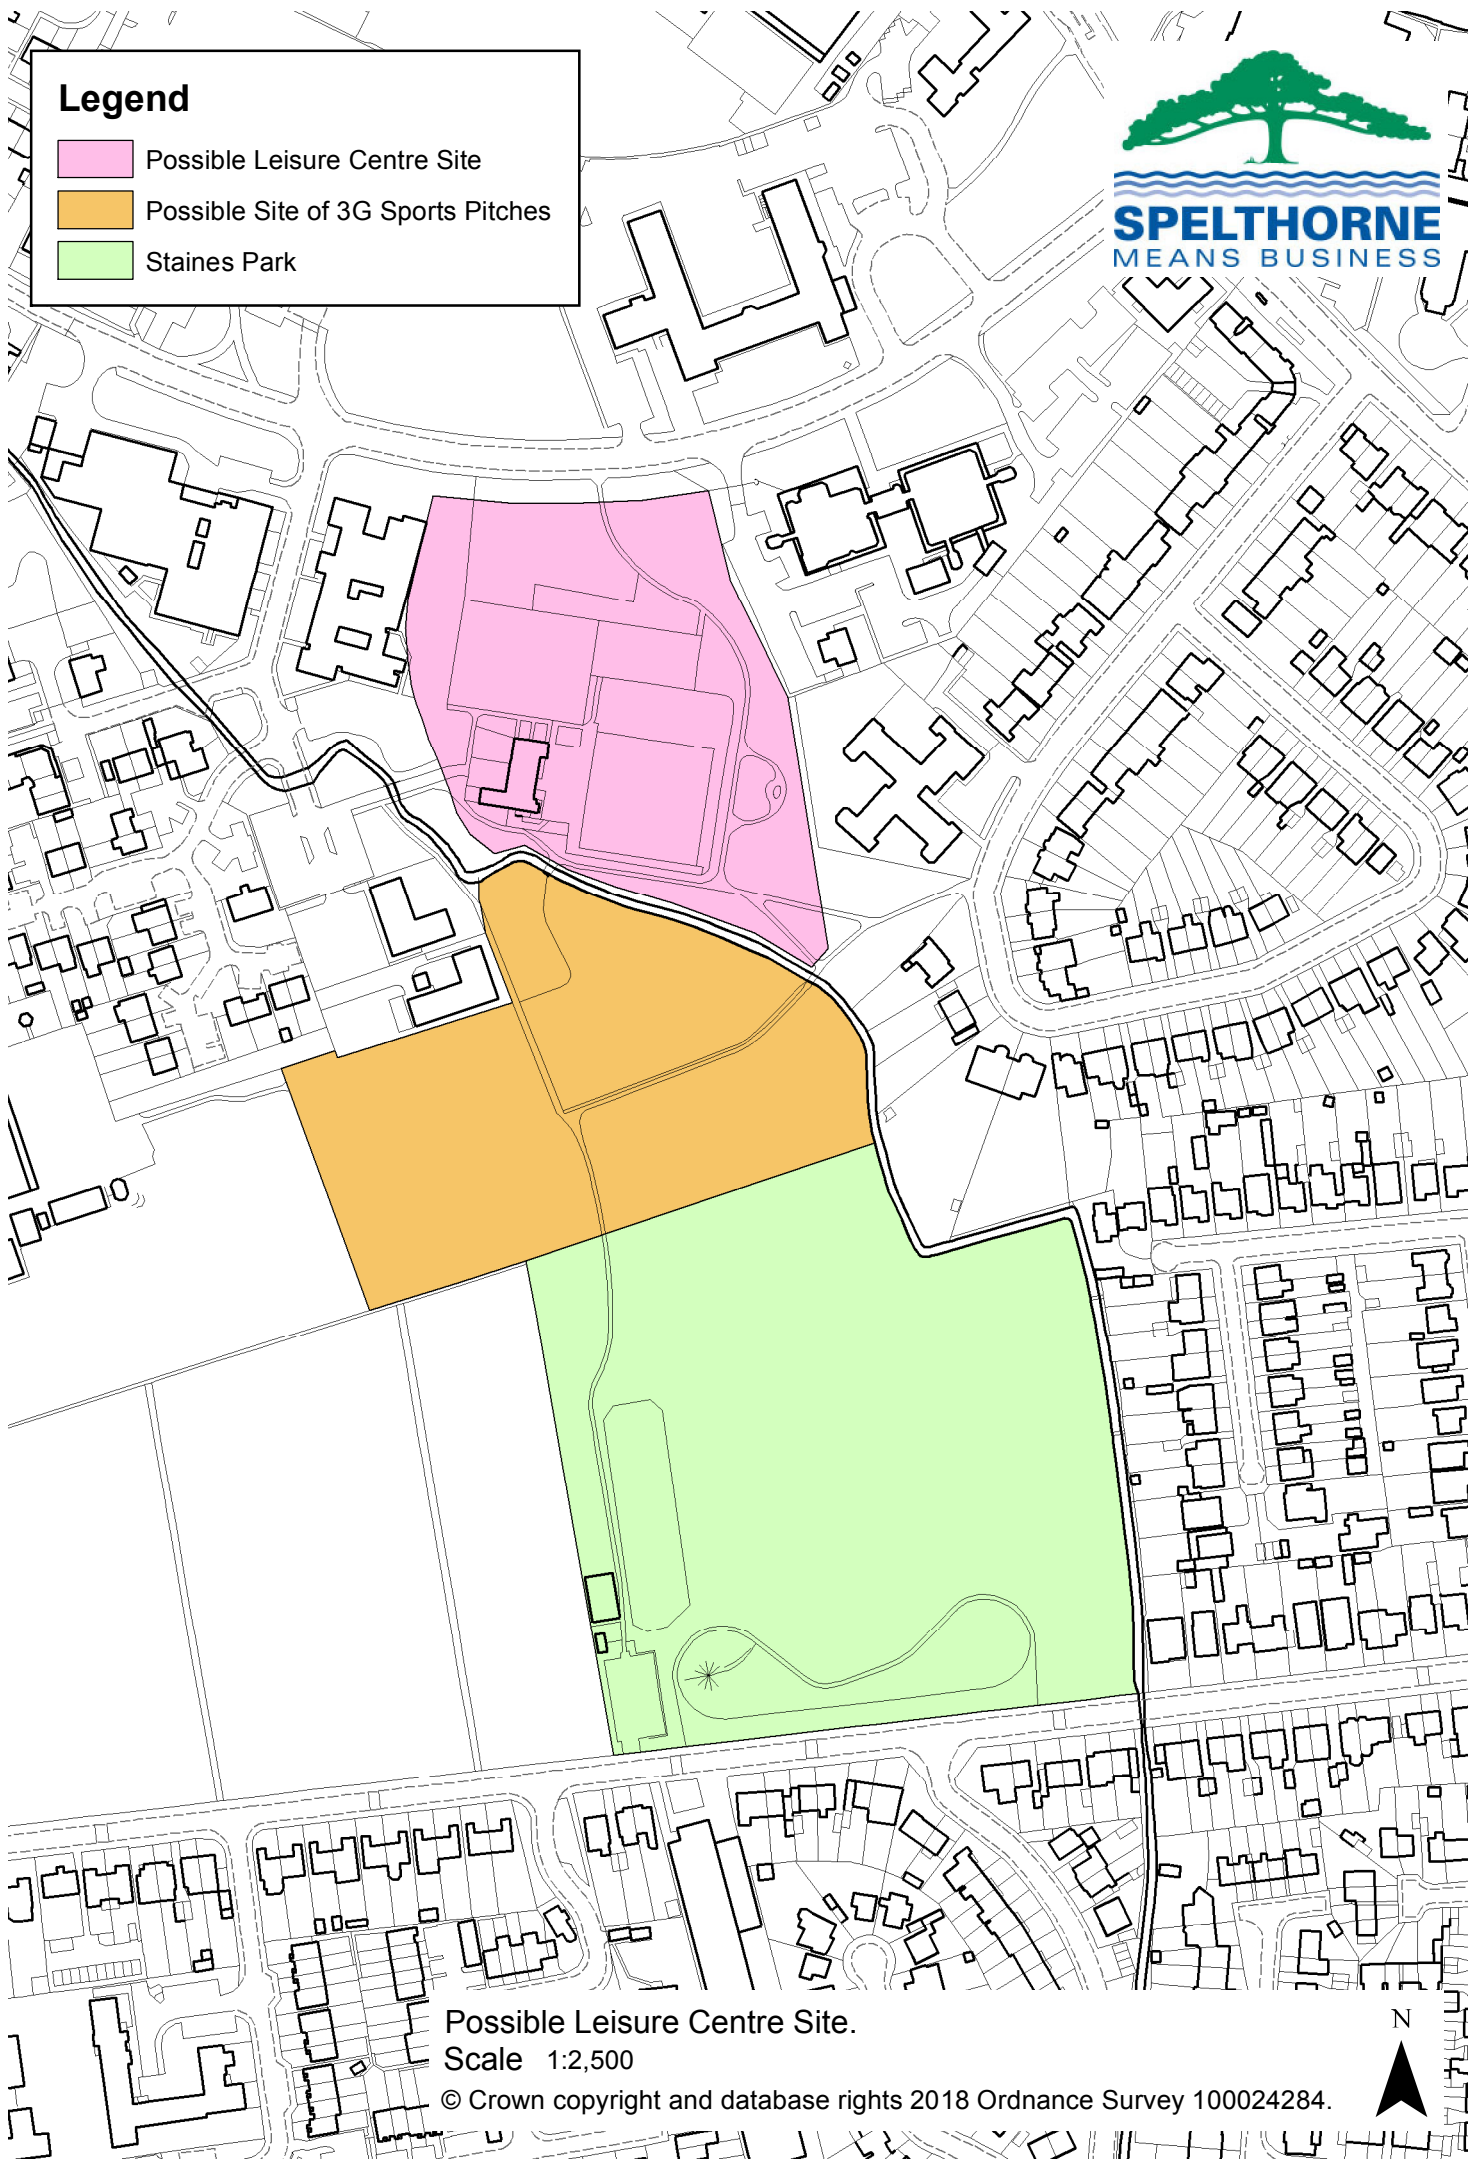 Legend
Possible Leisure Centre Site
Possible Site of 3G Sports Pitches
Staines Park
SPELTHORNE
MEANS BUSINESS
Possible Leisure Centre Site.
Scale 1:2,500
© Crown copyright and database rights 2018 Ordnance Survey 100024284.
N